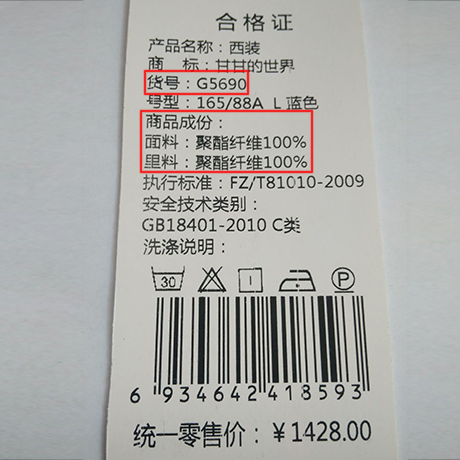 合格证
产品名称：西装
商 标：甘甘的世界
货号：G5690
号型：165/88A L 蓝色
商品成份：
面料：聚酯纤维100%
里料：聚酯纤维100%
执行标准：FZ/T81010-2009
安全技术类别：
GB18401-2010 C类
洗涤说明：
30
P
6 934642 418593
统一零售价：￥1428.00